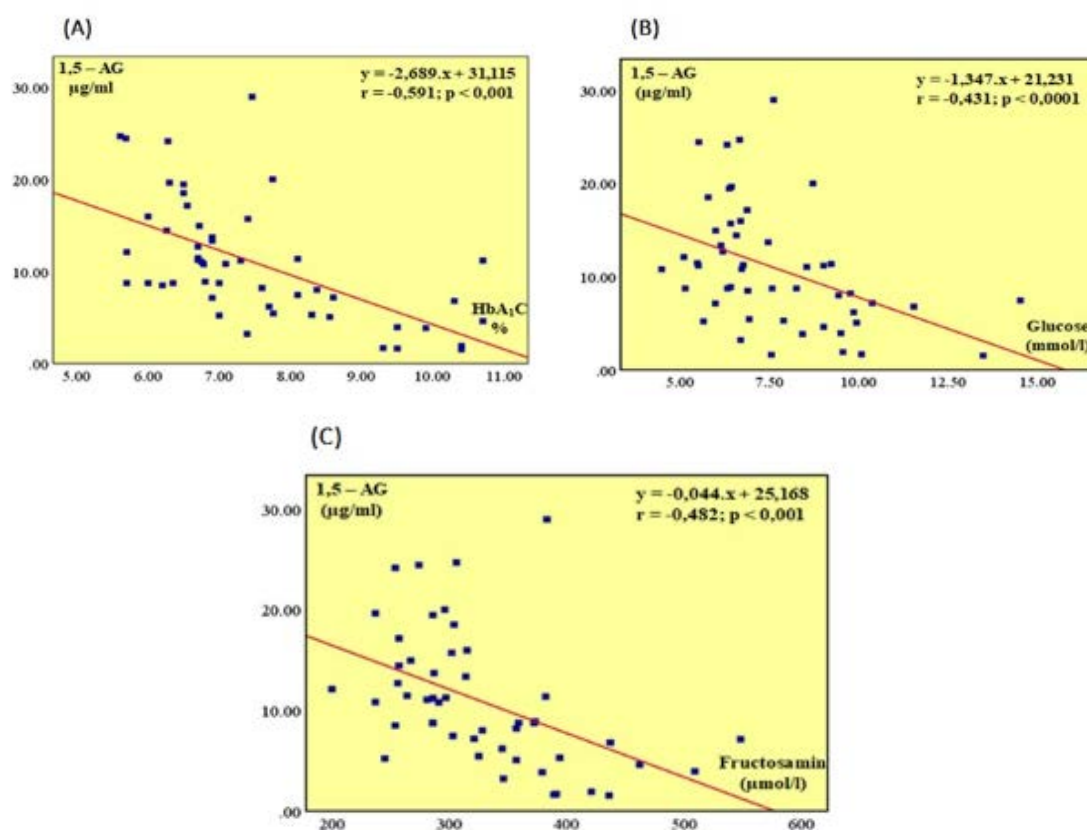 (A)
1,5 – AG
µg/ml
y = -2,689.x + 31,115
r = -0,591; p < 0,001
30.00
20.00
10.00
.00
HbA₁C
%
5.00 6.00 7.00 8.00 9.00 10.00 11.00
(B)
1,5 – AG
(µg/ml)
y = -1,347.x + 21,231
r = -0,431; p < 0,0001
30.00
20.00
10.00
.00
Glucose
(mmol/l)
5.00 7.50 10.00 12.50 15.00
(C)
1,5 – AG
(µg/ml)
y = -0,044.x + 25,168
r = -0,482; p < 0,001
30.00
20.00
10.00
.00
Fructosamin
(µmol/l)
200 300 400 500 600